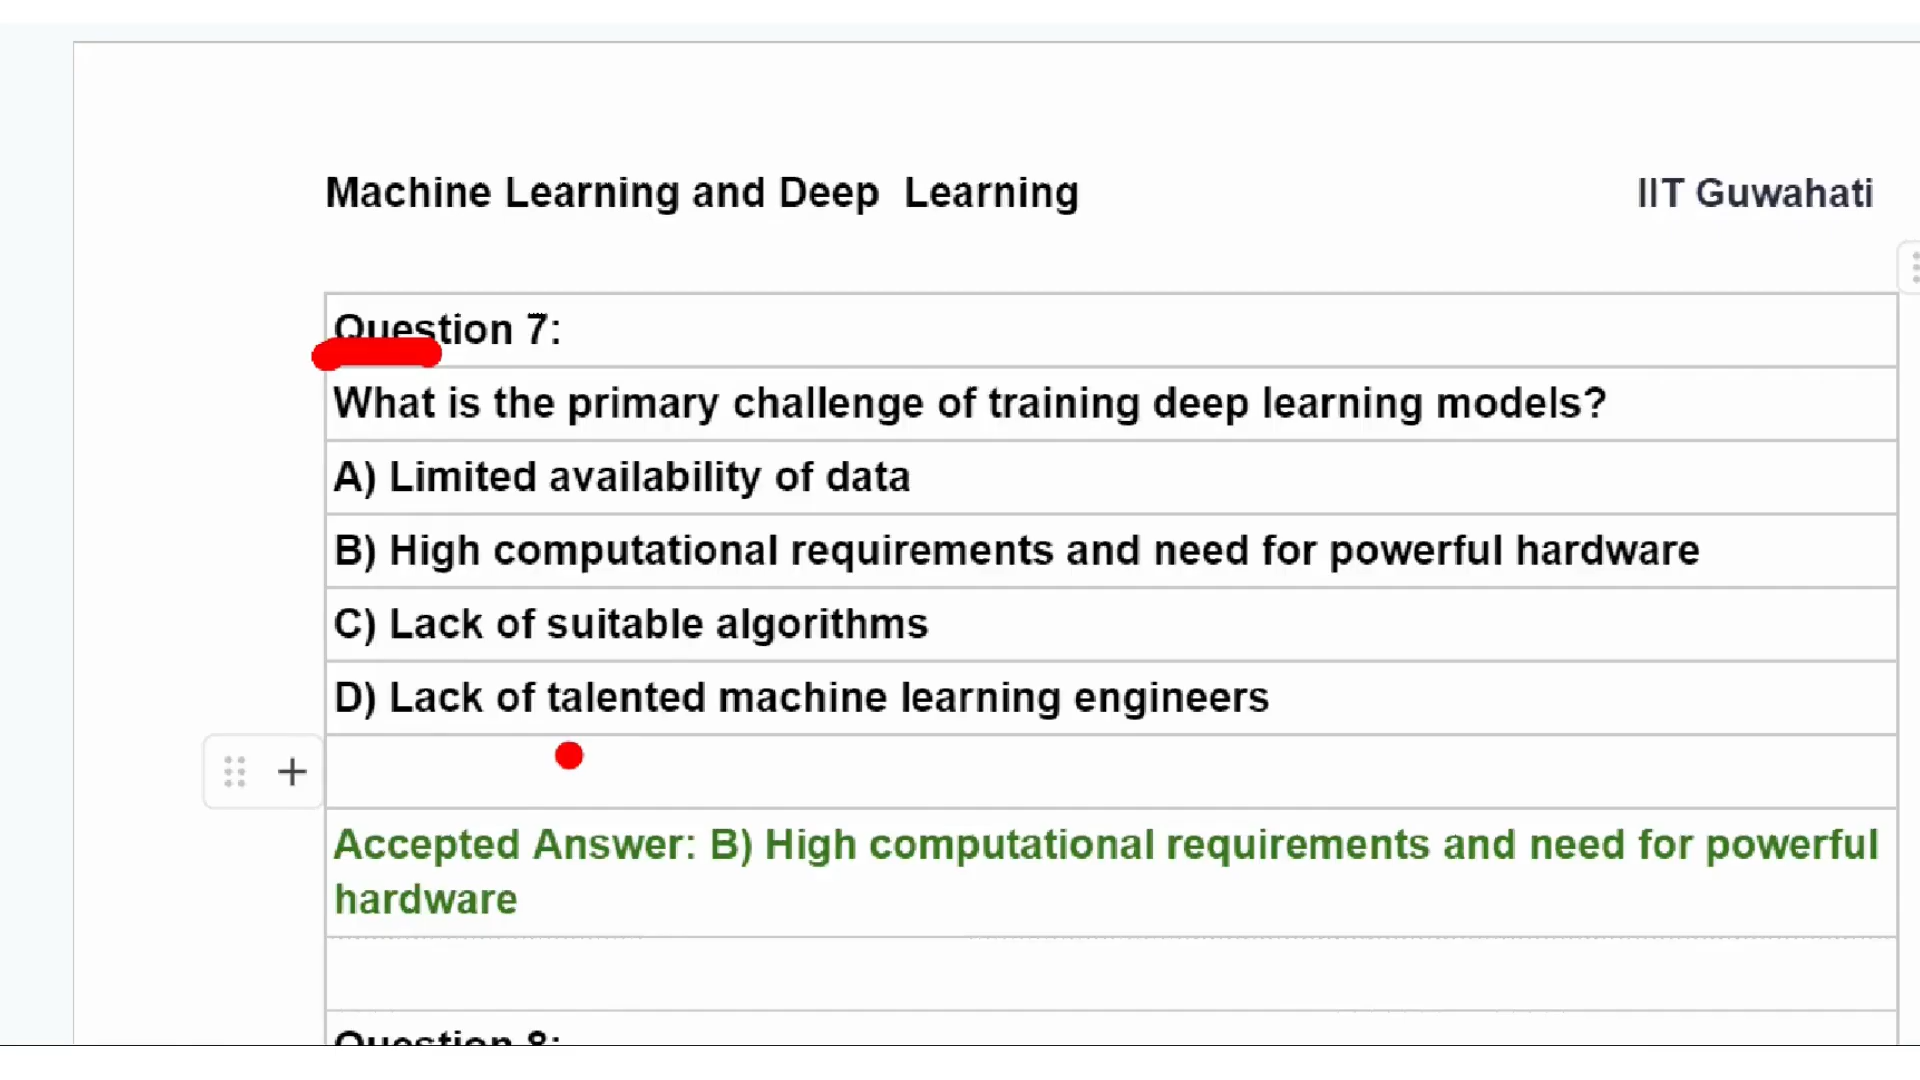 Machine Learning and Deep Learning
IIT Guwahati
Question 7:
What is the primary challenge of training deep learning models?
A) Limited availability of data
B) High computational requirements and need for powerful hardware
C) Lack of suitable algorithms
D) Lack of talented machine learning engineers
Accepted Answer: B) High computational requirements and need for powerful
hardware
Question 8: